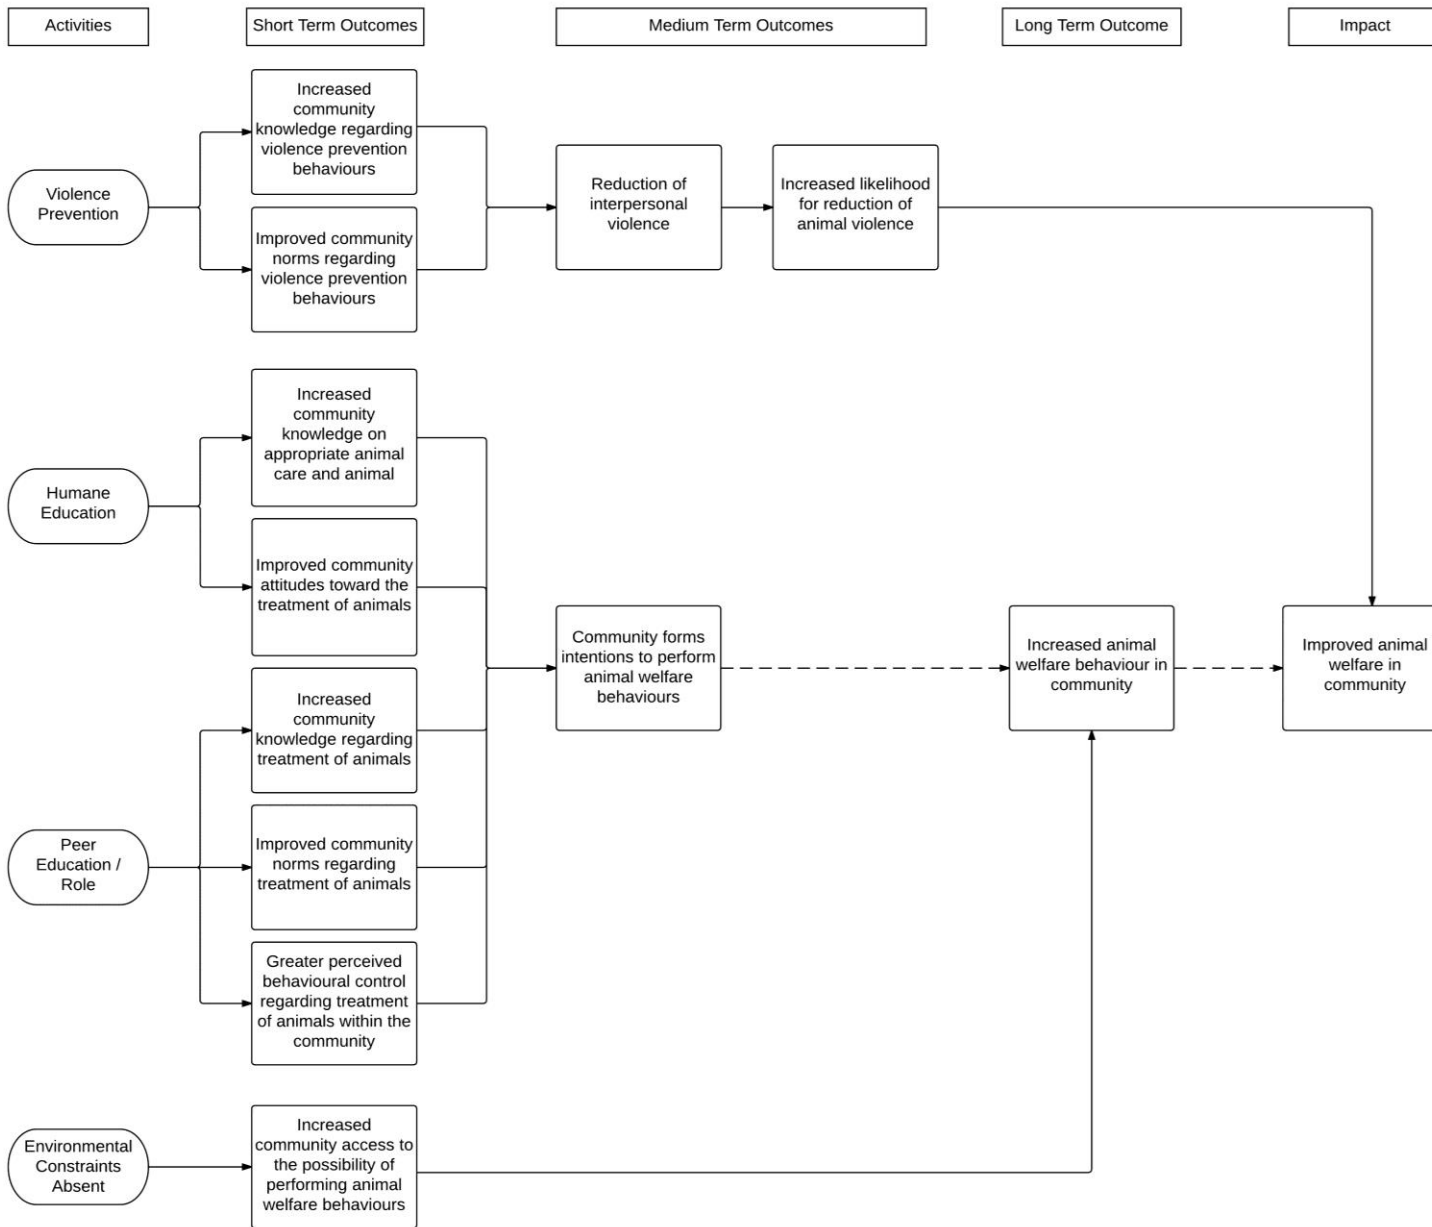 Activities
Short Term Outcomes
Medium Term Outcomes
Long Term Outcome
Impact
Violence
Prevention
Increased
community
knowledge regarding
violence prevention
behaviours
Improved community
norms regarding
violence prevention
behaviours
Reduction of
interpersonal
violence
Increased likelihood
for reduction of
animal violence
Humane
Education
Increased
community
knowledge on
appropriate animal
care and animal
Improved community
attitudes toward the
treatment of animals
Peer
Education /
Role
Increased
community
knowledge regarding
treatment of animals
Improved community
norms regarding
treatment of animals
Greater perceived
behavioural control
regarding treatment
of animals within the
community
Community forms
intentions to perform
animal welfare
behaviours
Increased animal
welfare behaviour in
community
Improved animal
welfare in
community
Environmental
Constraints
Absent
Increased
community access to
the possibility of
performing animal
welfare behaviours